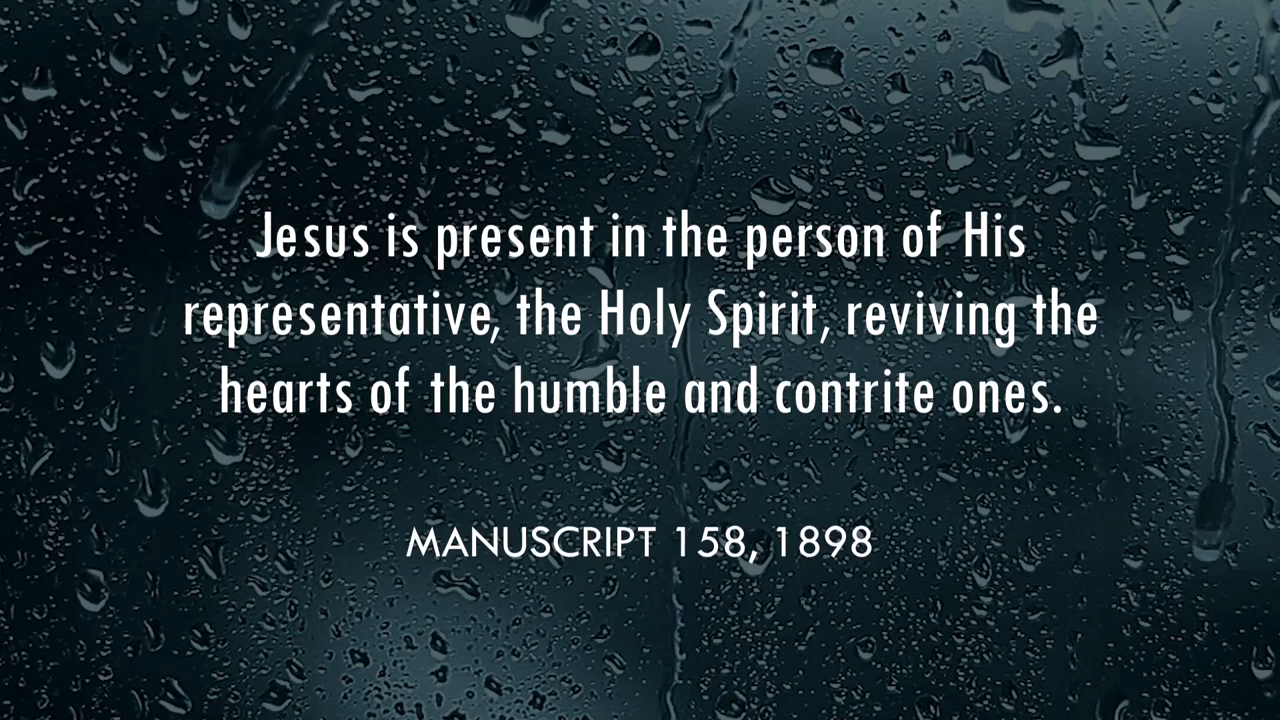 Jesus is present in the person of His
representative, the Holy Spirit, reviving the
hearts of the humble and contrite ones.
MANUSCRIPT 158, 1898